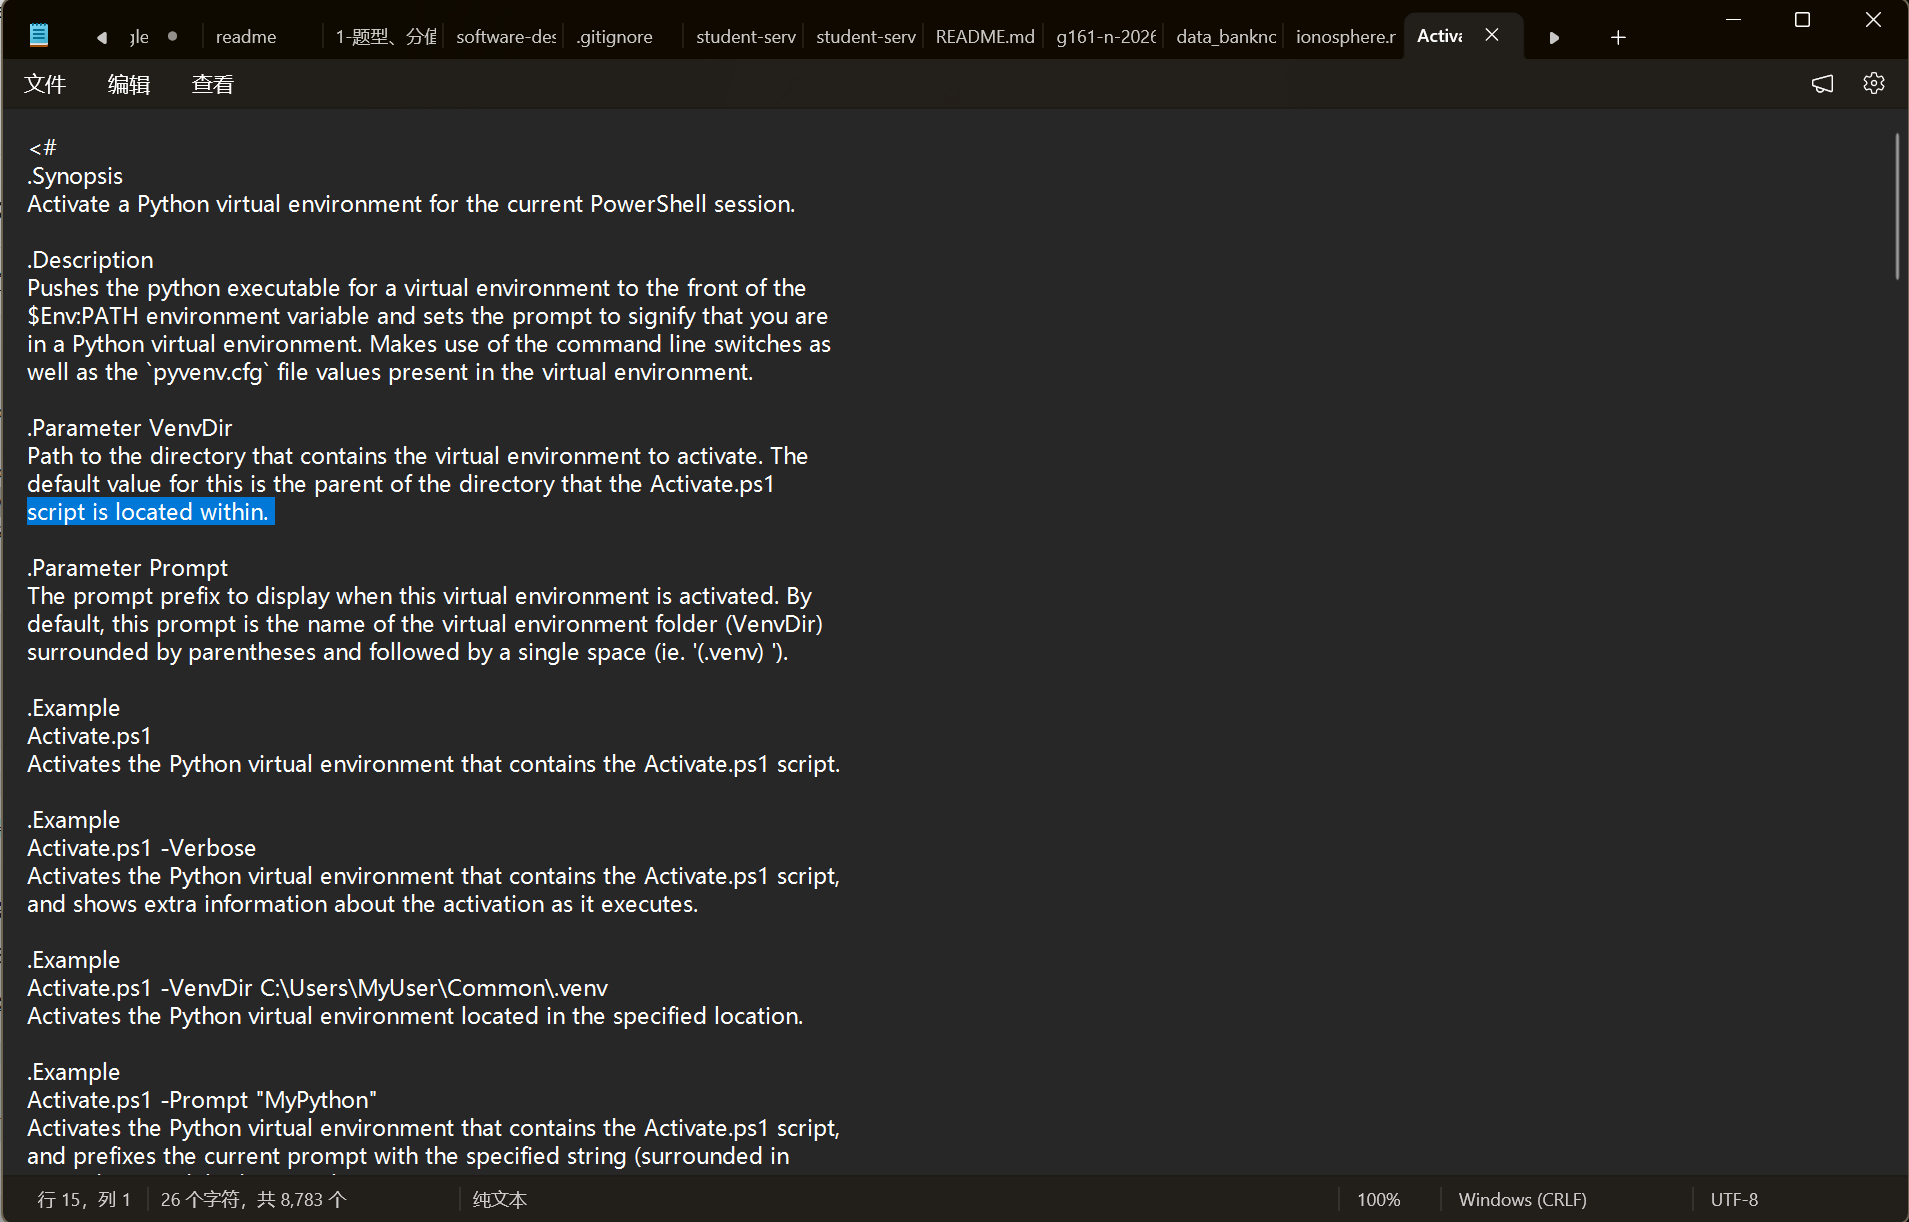 gle
readme
1-题型、分值
software-des
.gitignore
student-serv
student-serv
README.md
g161-n-2026
data_banknc
ionosphere.r
Activa
文件
编辑
查看
<#
.Synopsis
Activate a Python virtual environment for the current PowerShell session.
.Description
Pushes the python executable for a virtual environment to the front of the
$Env:PATH environment variable and sets the prompt to signify that you are
in a Python virtual environment. Makes use of the command line switches as
well as the `pyvenv.cfg` file values present in the virtual environment.
.Parameter VenvDir
Path to the directory that contains the virtual environment to activate. The
default value for this is the parent of the directory that the Activate.ps1
script is located within.
.Parameter Prompt
The prompt prefix to display when this virtual environment is activated. By
default, this prompt is the name of the virtual environment folder (VenvDir)
surrounded by parentheses and followed by a single space (ie. '(.venv) ').
.Example
Activate.ps1
Activates the Python virtual environment that contains the Activate.ps1 script.
.Example
Activate.ps1 -Verbose
Activates the Python virtual environment that contains the Activate.ps1 script,
and shows extra information about the activation as it executes.
.Example
Activate.ps1 -VenvDir C:\Users\MyUser\Common\.venv
Activates the Python virtual environment located in the specified location.
.Example
Activate.ps1 -Prompt "MyPython"
Activates the Python virtual environment that contains the Activate.ps1 script,
and prefixes the current prompt with the specified string (surrounded in
行 15，列 1
26 个字符，共 8,783 个
纯文本
100%
Windows (CRLF)
UTF-8